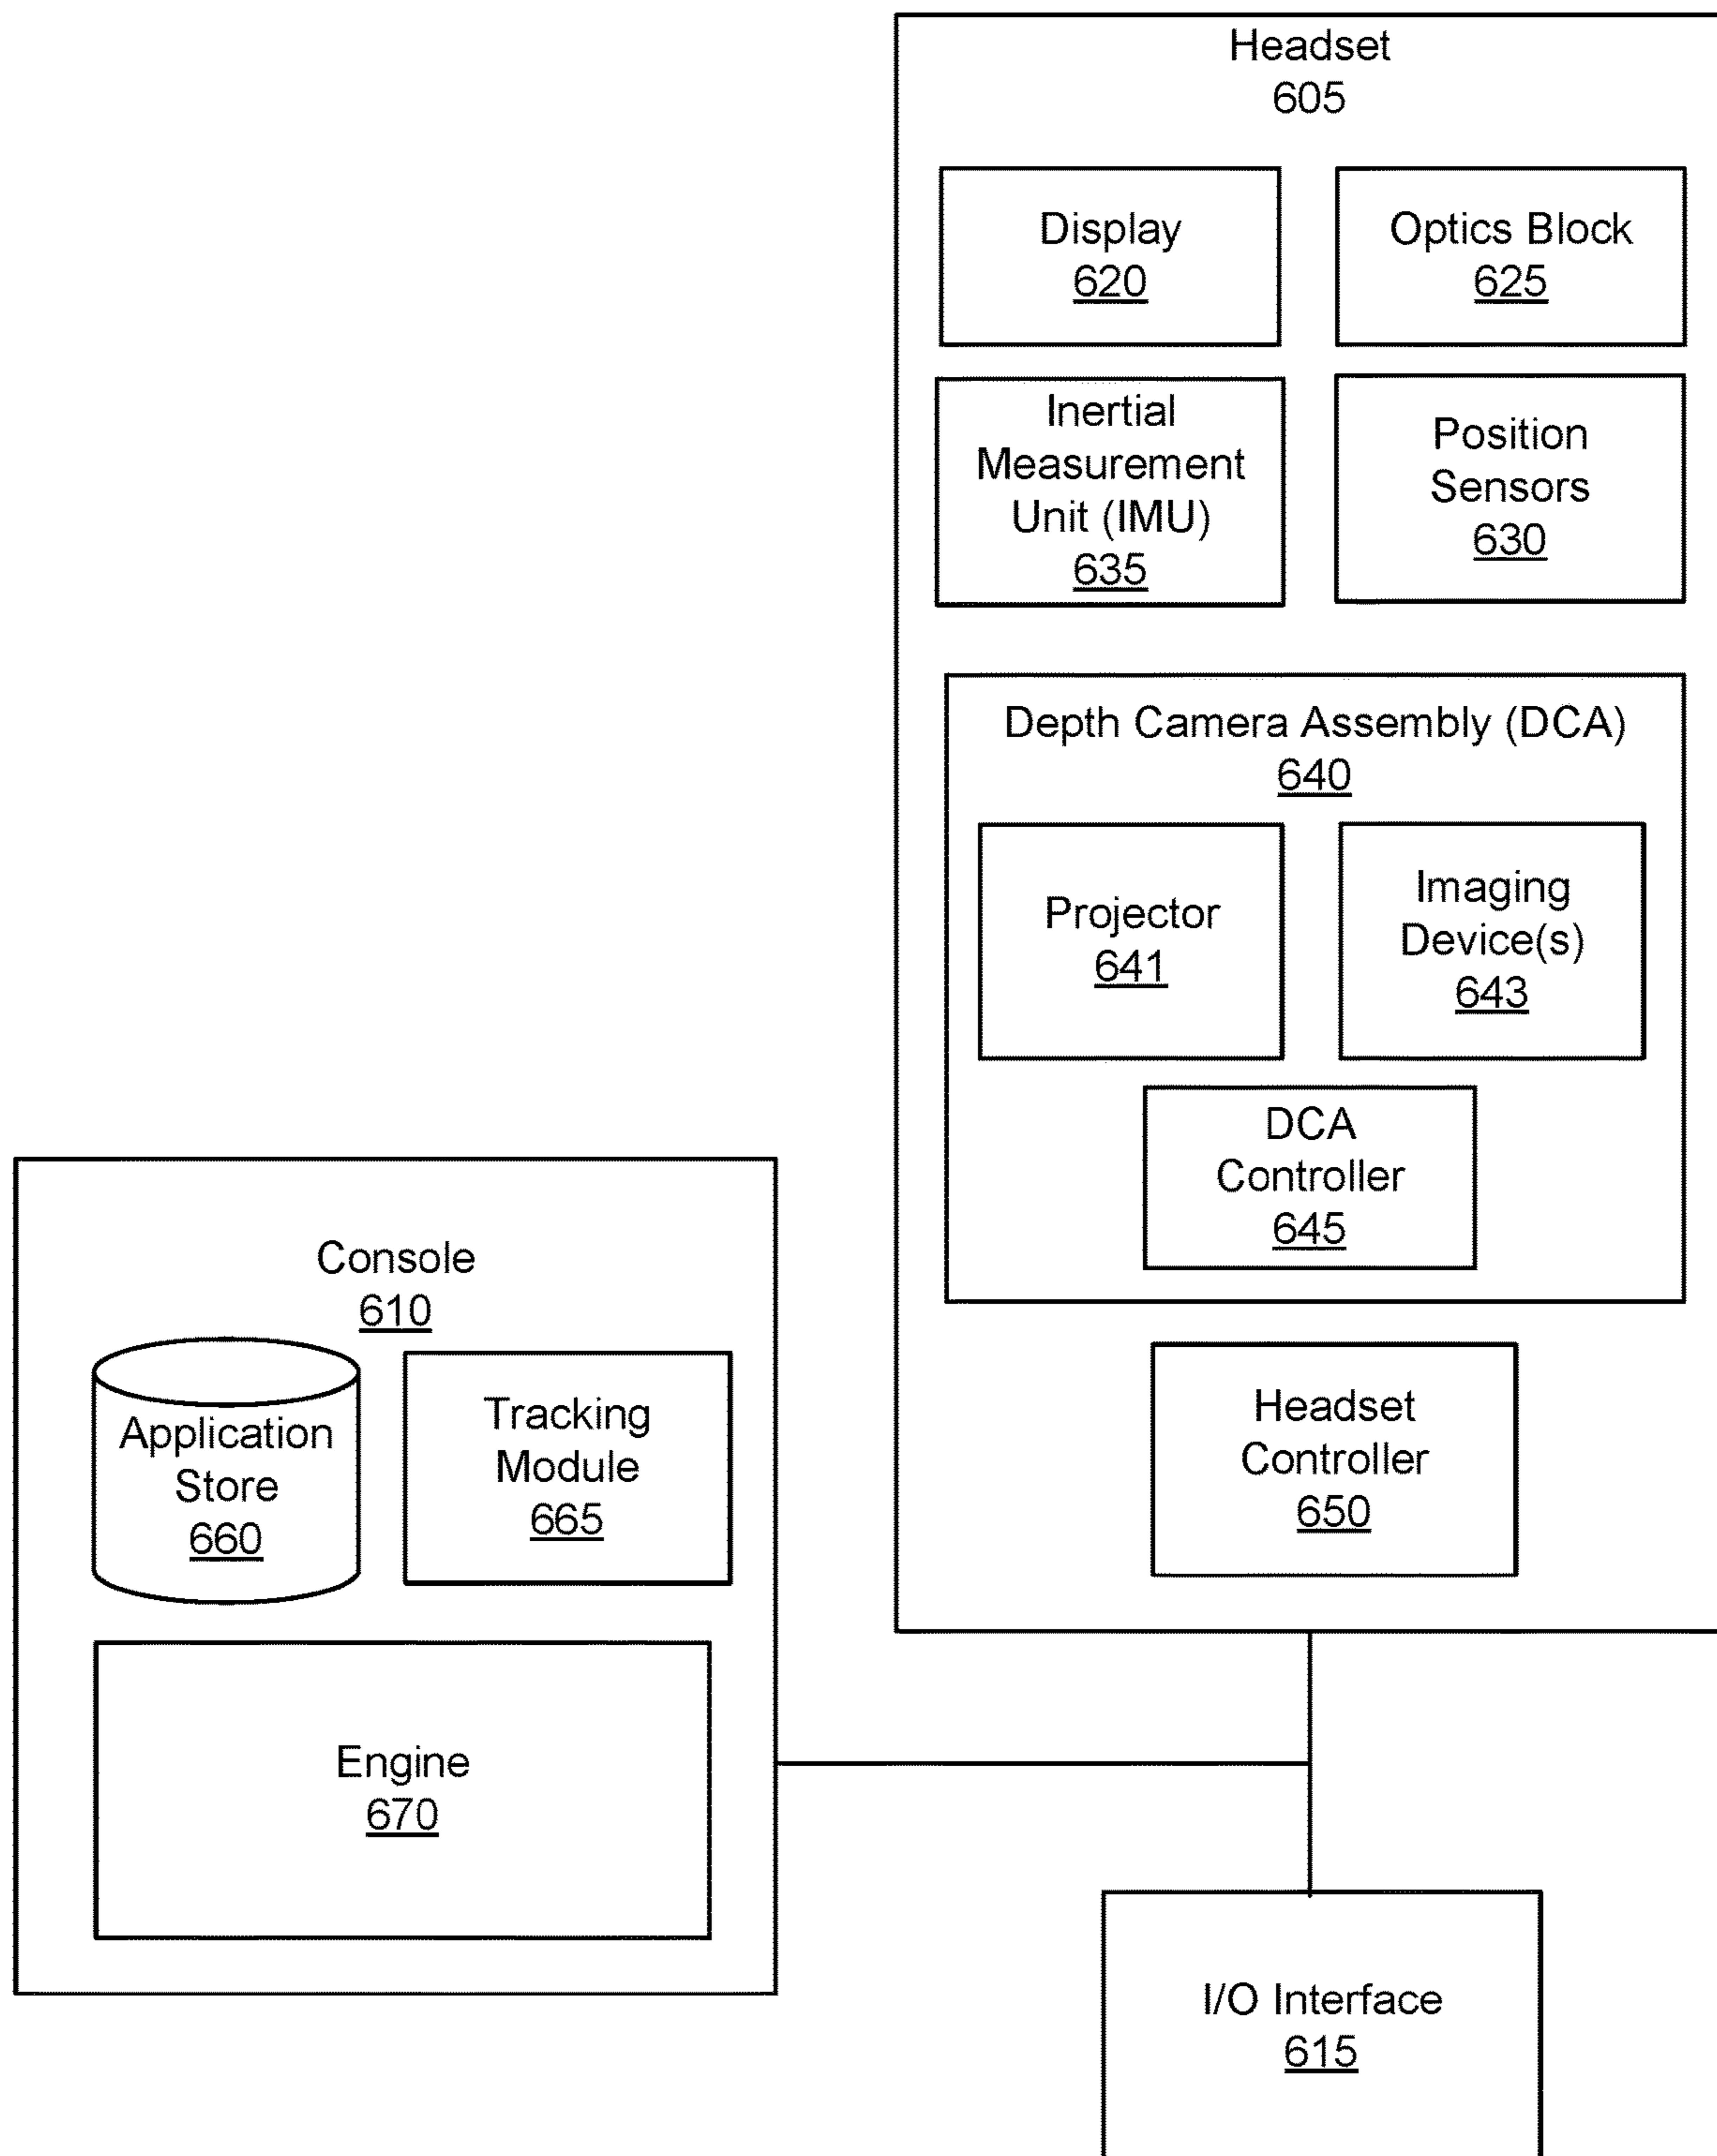 Headset
605
Display
620
Optics Block
625
Inertial
Measurement
Unit (IMU)
635
Position
Sensors
630
Depth Camera Assembly (DCA)
640
Projector
641
Imaging
Device(s)
643
DCA
Controller
645
Headset
Controller
650
Console
610
Application
Store
660
Tracking
Module
665
Engine
670
I/O Interface
615